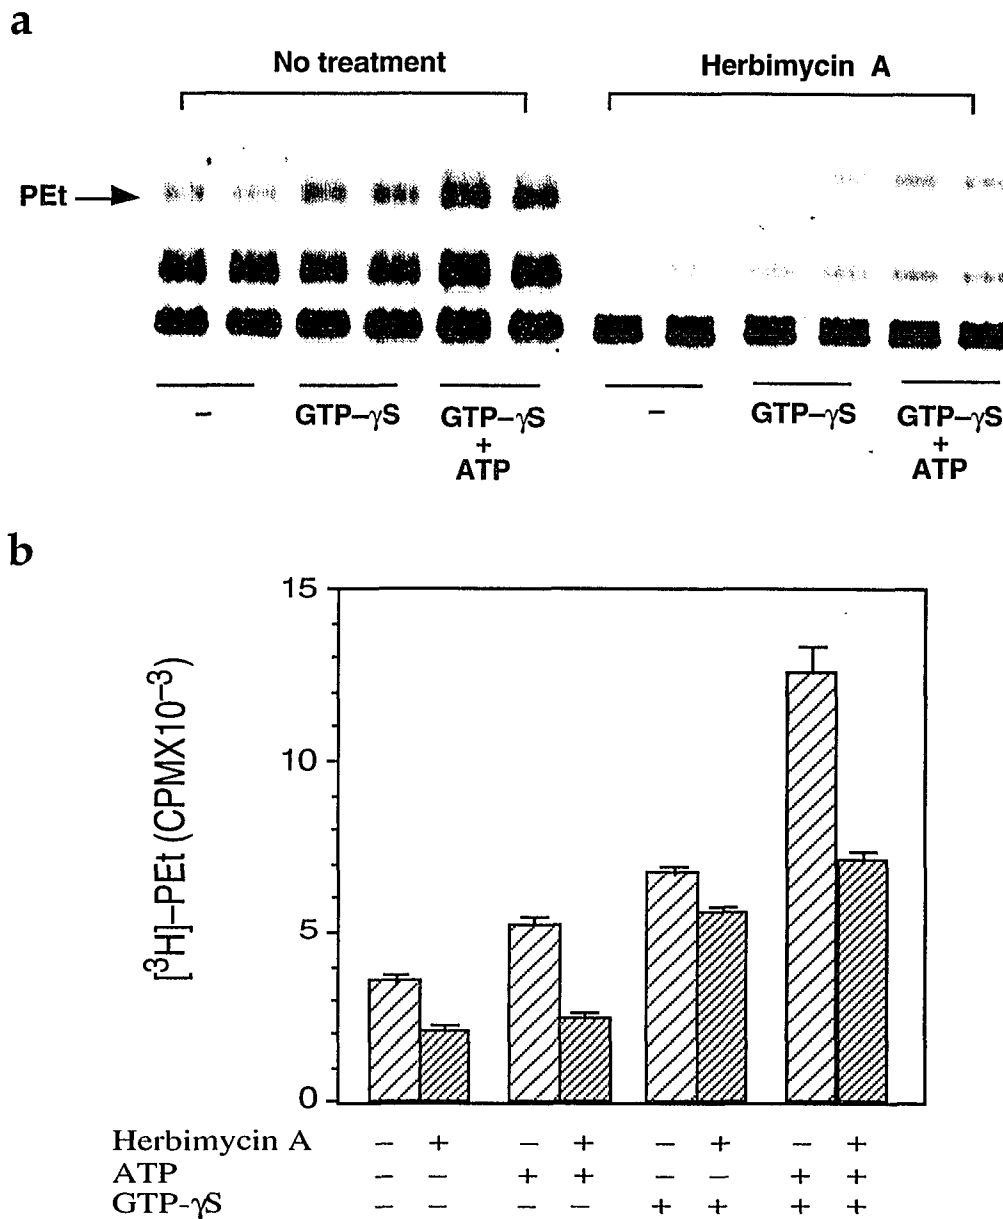 a
No treatment Herbimycin A
PEt
– GTP–γS GTP–γS + ATP – GTP–γS GTP–γS + ATP
b
15
10
5
0
[³H]–PEt (CPMX10⁻³)
Herbimycin A – + – + – + – +
ATP – – + + – – + +
GTP-γS – – – – + + + +